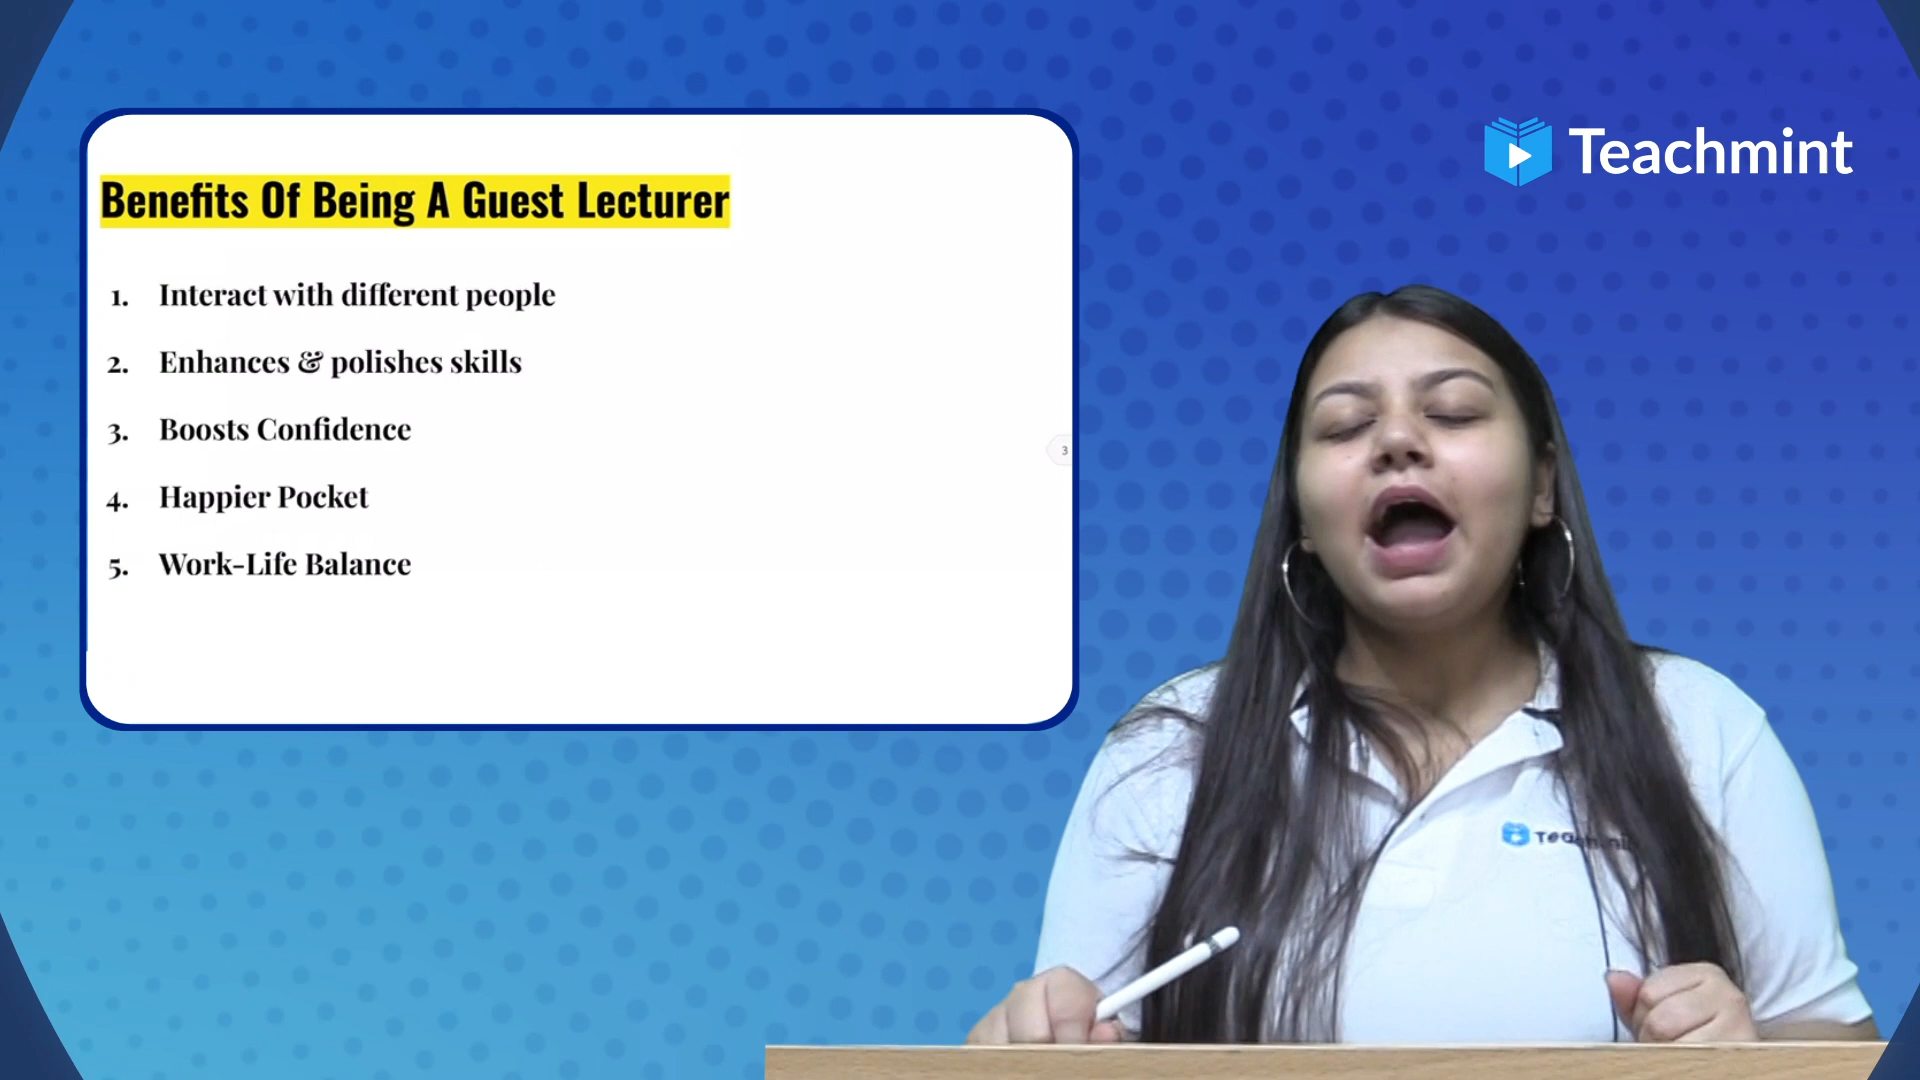 Benefits Of Being A Guest Lecturer
1. Interact with different people
2. Enhances & polishes skills
3. Boosts Confidence
4. Happier Pocket
5. Work-Life Balance
3
Teachmint